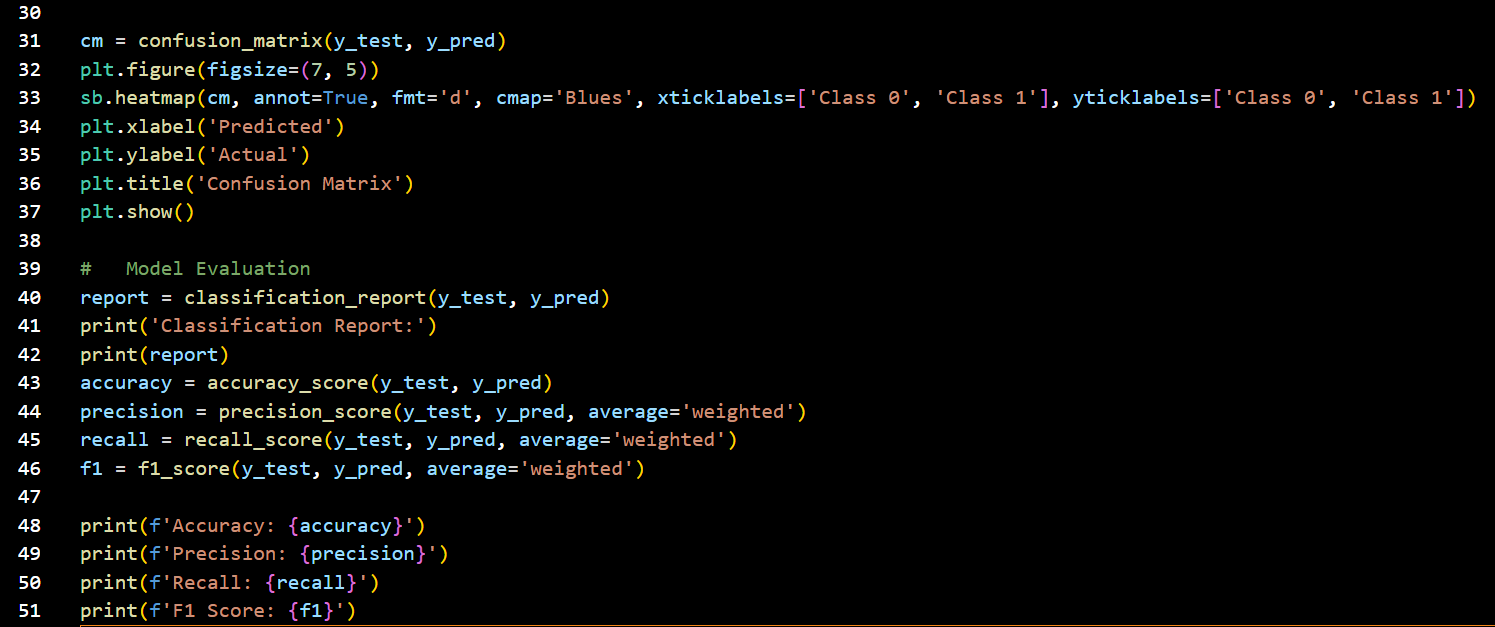 30
31 cm = confusion_matrix(y_test, y_pred)
32 plt.figure(figsize=(7, 5))
33 sb.heatmap(cm, annot=True, fmt='d', cmap='Blues', xticklabels=['Class 0', 'Class 1'], yticklabels=['Class 0', 'Class 1'])
34 plt.xlabel('Predicted')
35 plt.ylabel('Actual')
36 plt.title('Confusion Matrix')
37 plt.show()
38
39 #   Model Evaluation
40 report = classification_report(y_test, y_pred)
41 print('Classification Report:')
42 print(report)
43 accuracy = accuracy_score(y_test, y_pred)
44 precision = precision_score(y_test, y_pred, average='weighted')
45 recall = recall_score(y_test, y_pred, average='weighted')
46 f1 = f1_score(y_test, y_pred, average='weighted')
47
48 print(f'Accuracy: {accuracy}')
49 print(f'Precision: {precision}')
50 print(f'Recall: {recall}')
51 print(f'F1 Score: {f1}')